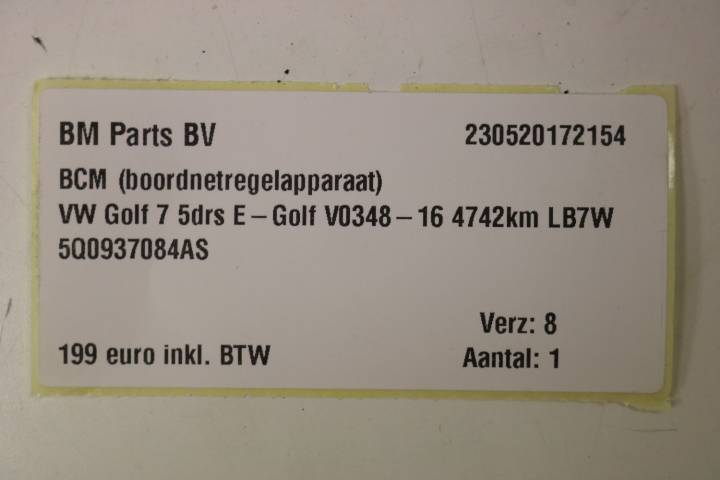 BM Parts BV 230520172154
BCM (boordnetregelapparaat)
VW Golf 7 5drs E-Golf V0348-16 4742km LB7W
5Q0937084AS
Verz: 8
199 euro inkl. BTW Aantal: 1